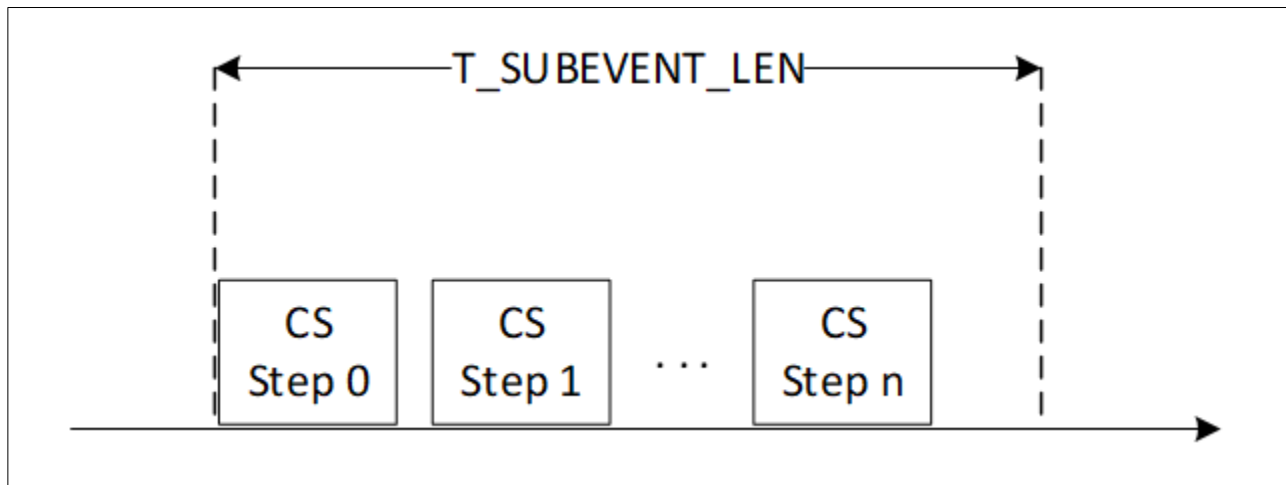 T_SUBEVENT_LEN
CS
Step 0
CS
Step 1
. . .
CS
Step n